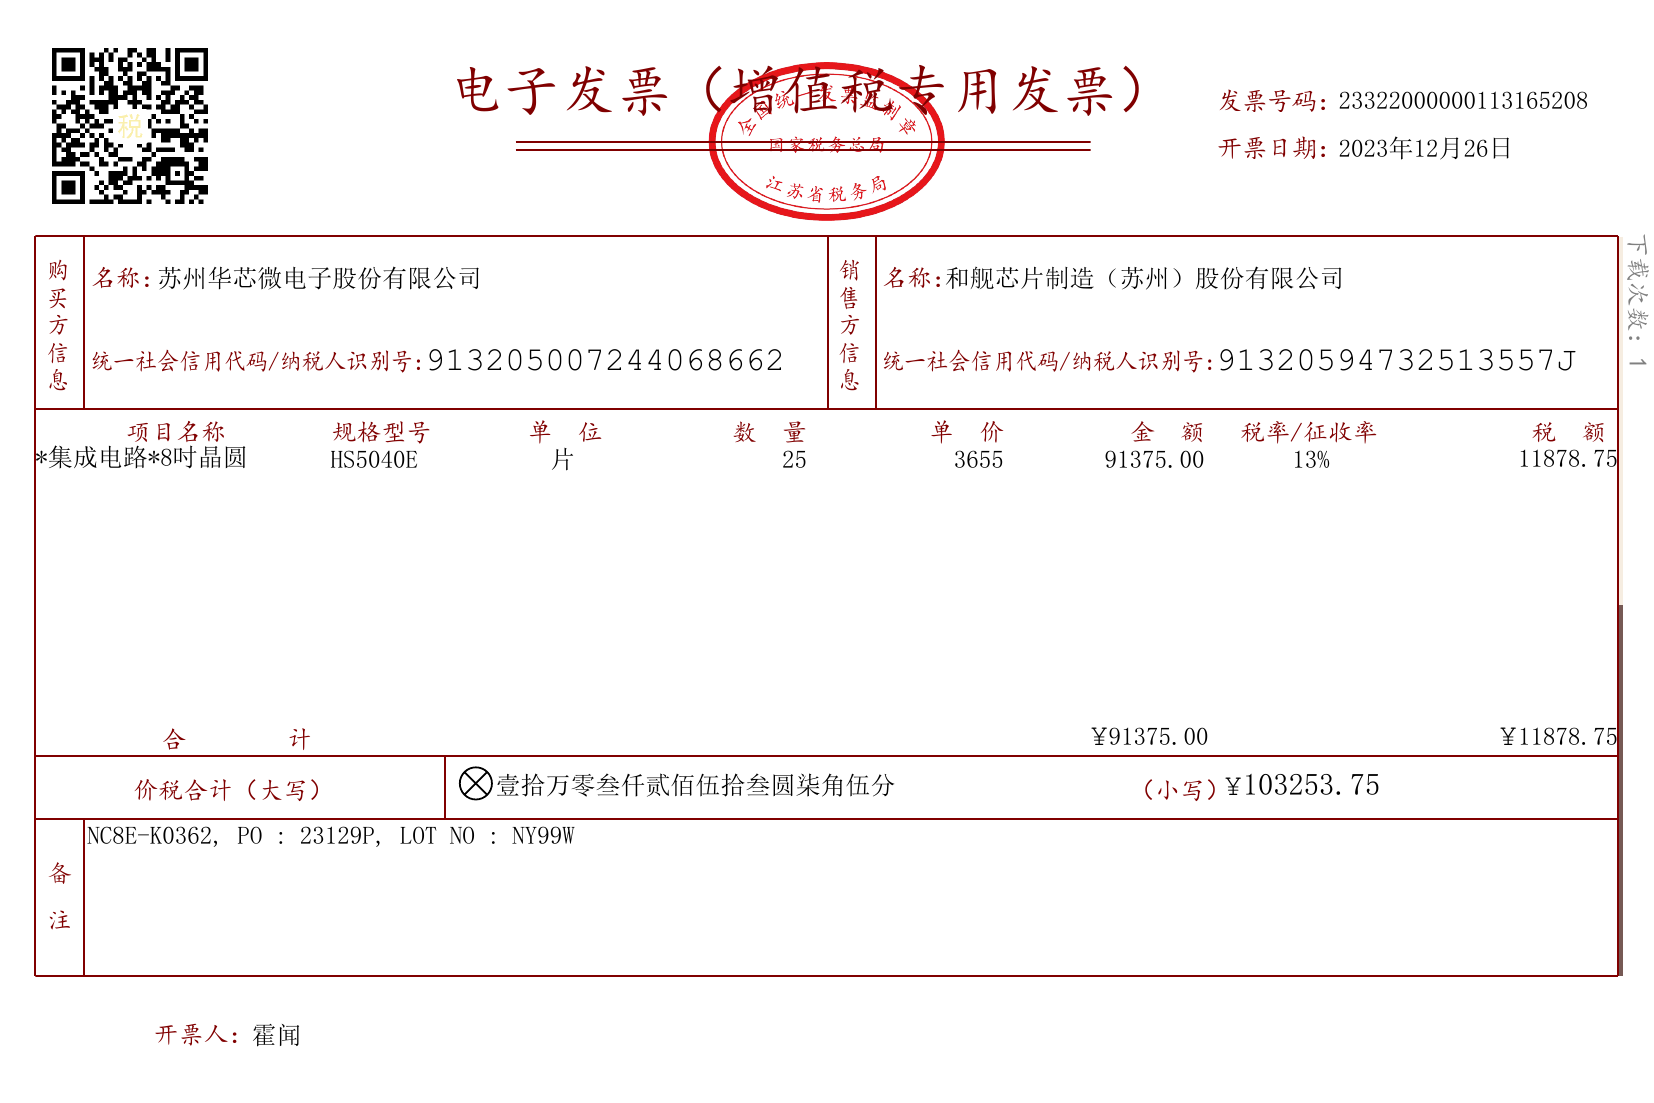 电子发票（增值税专用发票）
全国统一发票监制章
国家税务总局
江苏省税务局
税
发票号码：23322000000113165208
开票日期：2023年12月26日
下载次数：1
购买方信息
名称：苏州华芯微电子股份有限公司
统一社会信用代码/纳税人识别号：913205007244068662
销售方信息
名称：和舰芯片制造（苏州）股份有限公司
统一社会信用代码/纳税人识别号：91320594732513557J
项目名称 规格型号 单 位 数 量 单 价 金 额 税率/征收率 税 额
*集成电路*8吋晶圆 HS5040E 片 25 3655 91375.00 13% 11878.75
合 计 ¥91375.00 ¥11878.75
价税合计（大写） 壹拾万零叁仟贰佰伍拾叁圆柒角伍分 （小写）¥103253.75
备注
NC8E-K0362, PO : 23129P, LOT NO : NY99W
开票人：霍闻